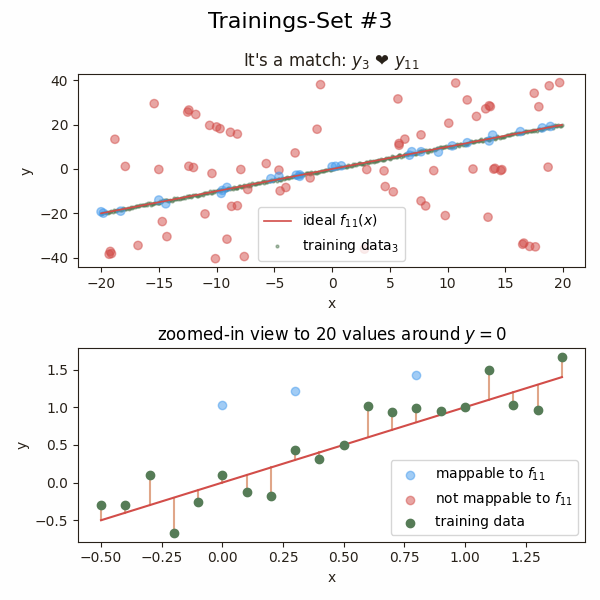 Trainings-Set #3
It's a match: y₃ ❤ y₁₁
40
20
0
−20
−40
y
ideal f₁₁(x)
training data₃
−20 −15 −10 −5 0 5 10 15 20
x
zoomed-in view to 20 values around y = 0
1.5
1.0
0.5
0.0
−0.5
y
mappable to f₁₁
not mappable to f₁₁
training data
−0.50 −0.25 0.00 0.25 0.50 0.75 1.00 1.25
x